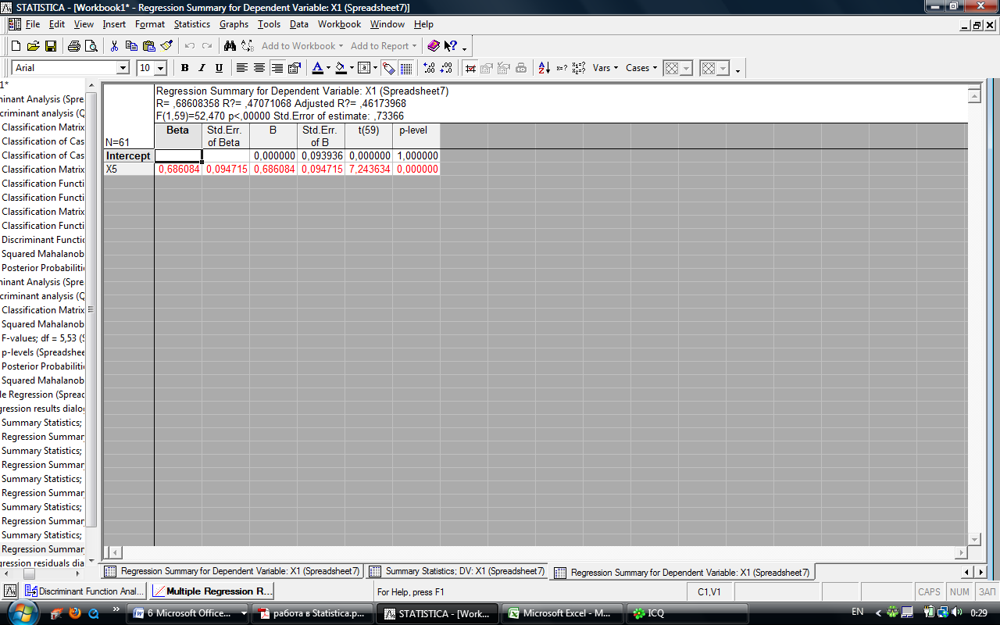 STATISTICA - [Workbook1* - Regression Summary for Dependent Variable: X1 (Spreadsheet7)]
File Edit View Insert Format Statistics Graphs Tools Data Workbook Window Help
Add to Workbook Add to Report
Arial 10 B I U Vars Cases
1*
minant Analysis (Spre
criminant analysis (Q
Classification Matrix
Classification of Cas
Classification of Cas
Classification Matrix
Classification Functi
Classification Functi
Classification Matrix
Classification Functi
Discriminant Functio
Squared Mahalanob
Posterior Probabilitie
minant Analysis (Spre
criminant analysis (Q
Classification Matrix
Squared Mahalanob
F-values; df = 5,53 (S
p-levels (Spreadshee
Posterior Probabilitie
Squared Mahalanob
le Regression (Spread
gression results dialo
Summary Statistics;
Regression Summar
Summary Statistics;
Regression Summar
Summary Statistics;
Regression Summar
Summary Statistics;
Regression Summar
Summary Statistics;
Regression Summar
gression residuals dia
Regression Summary for Dependent Variable: X1 (Spreadsheet7)
R= ,68608358 R?= ,47071068 Adjusted R?= ,46173968
F(1,59)=52,470 p<,00000 Std.Error of estimate: ,73366
N=61 Beta Std.Err. of Beta B Std.Err. of B t(59) p-level
Intercept 0,000000 0,093936 0,000000 1,000000
X5 0,686084 0,094715 0,686084 0,094715 7,243634 0,000000
Regression Summary for Dependent Variable: X1 (Spreadsheet7) Summary Statistics; DV: X1 (Spreadsheet7) Regression Summary for Dependent Variable: X1 (Spreadsheet7)
Discriminant Function Anal... Multiple Regression R... For Help, press F1 C1,V1 CAPS NUM ЗАП
6 Microsoft Office... работа в Statistica.p... STATISTICA - [Work... Microsoft Excel - M... ICQ EN 0:29